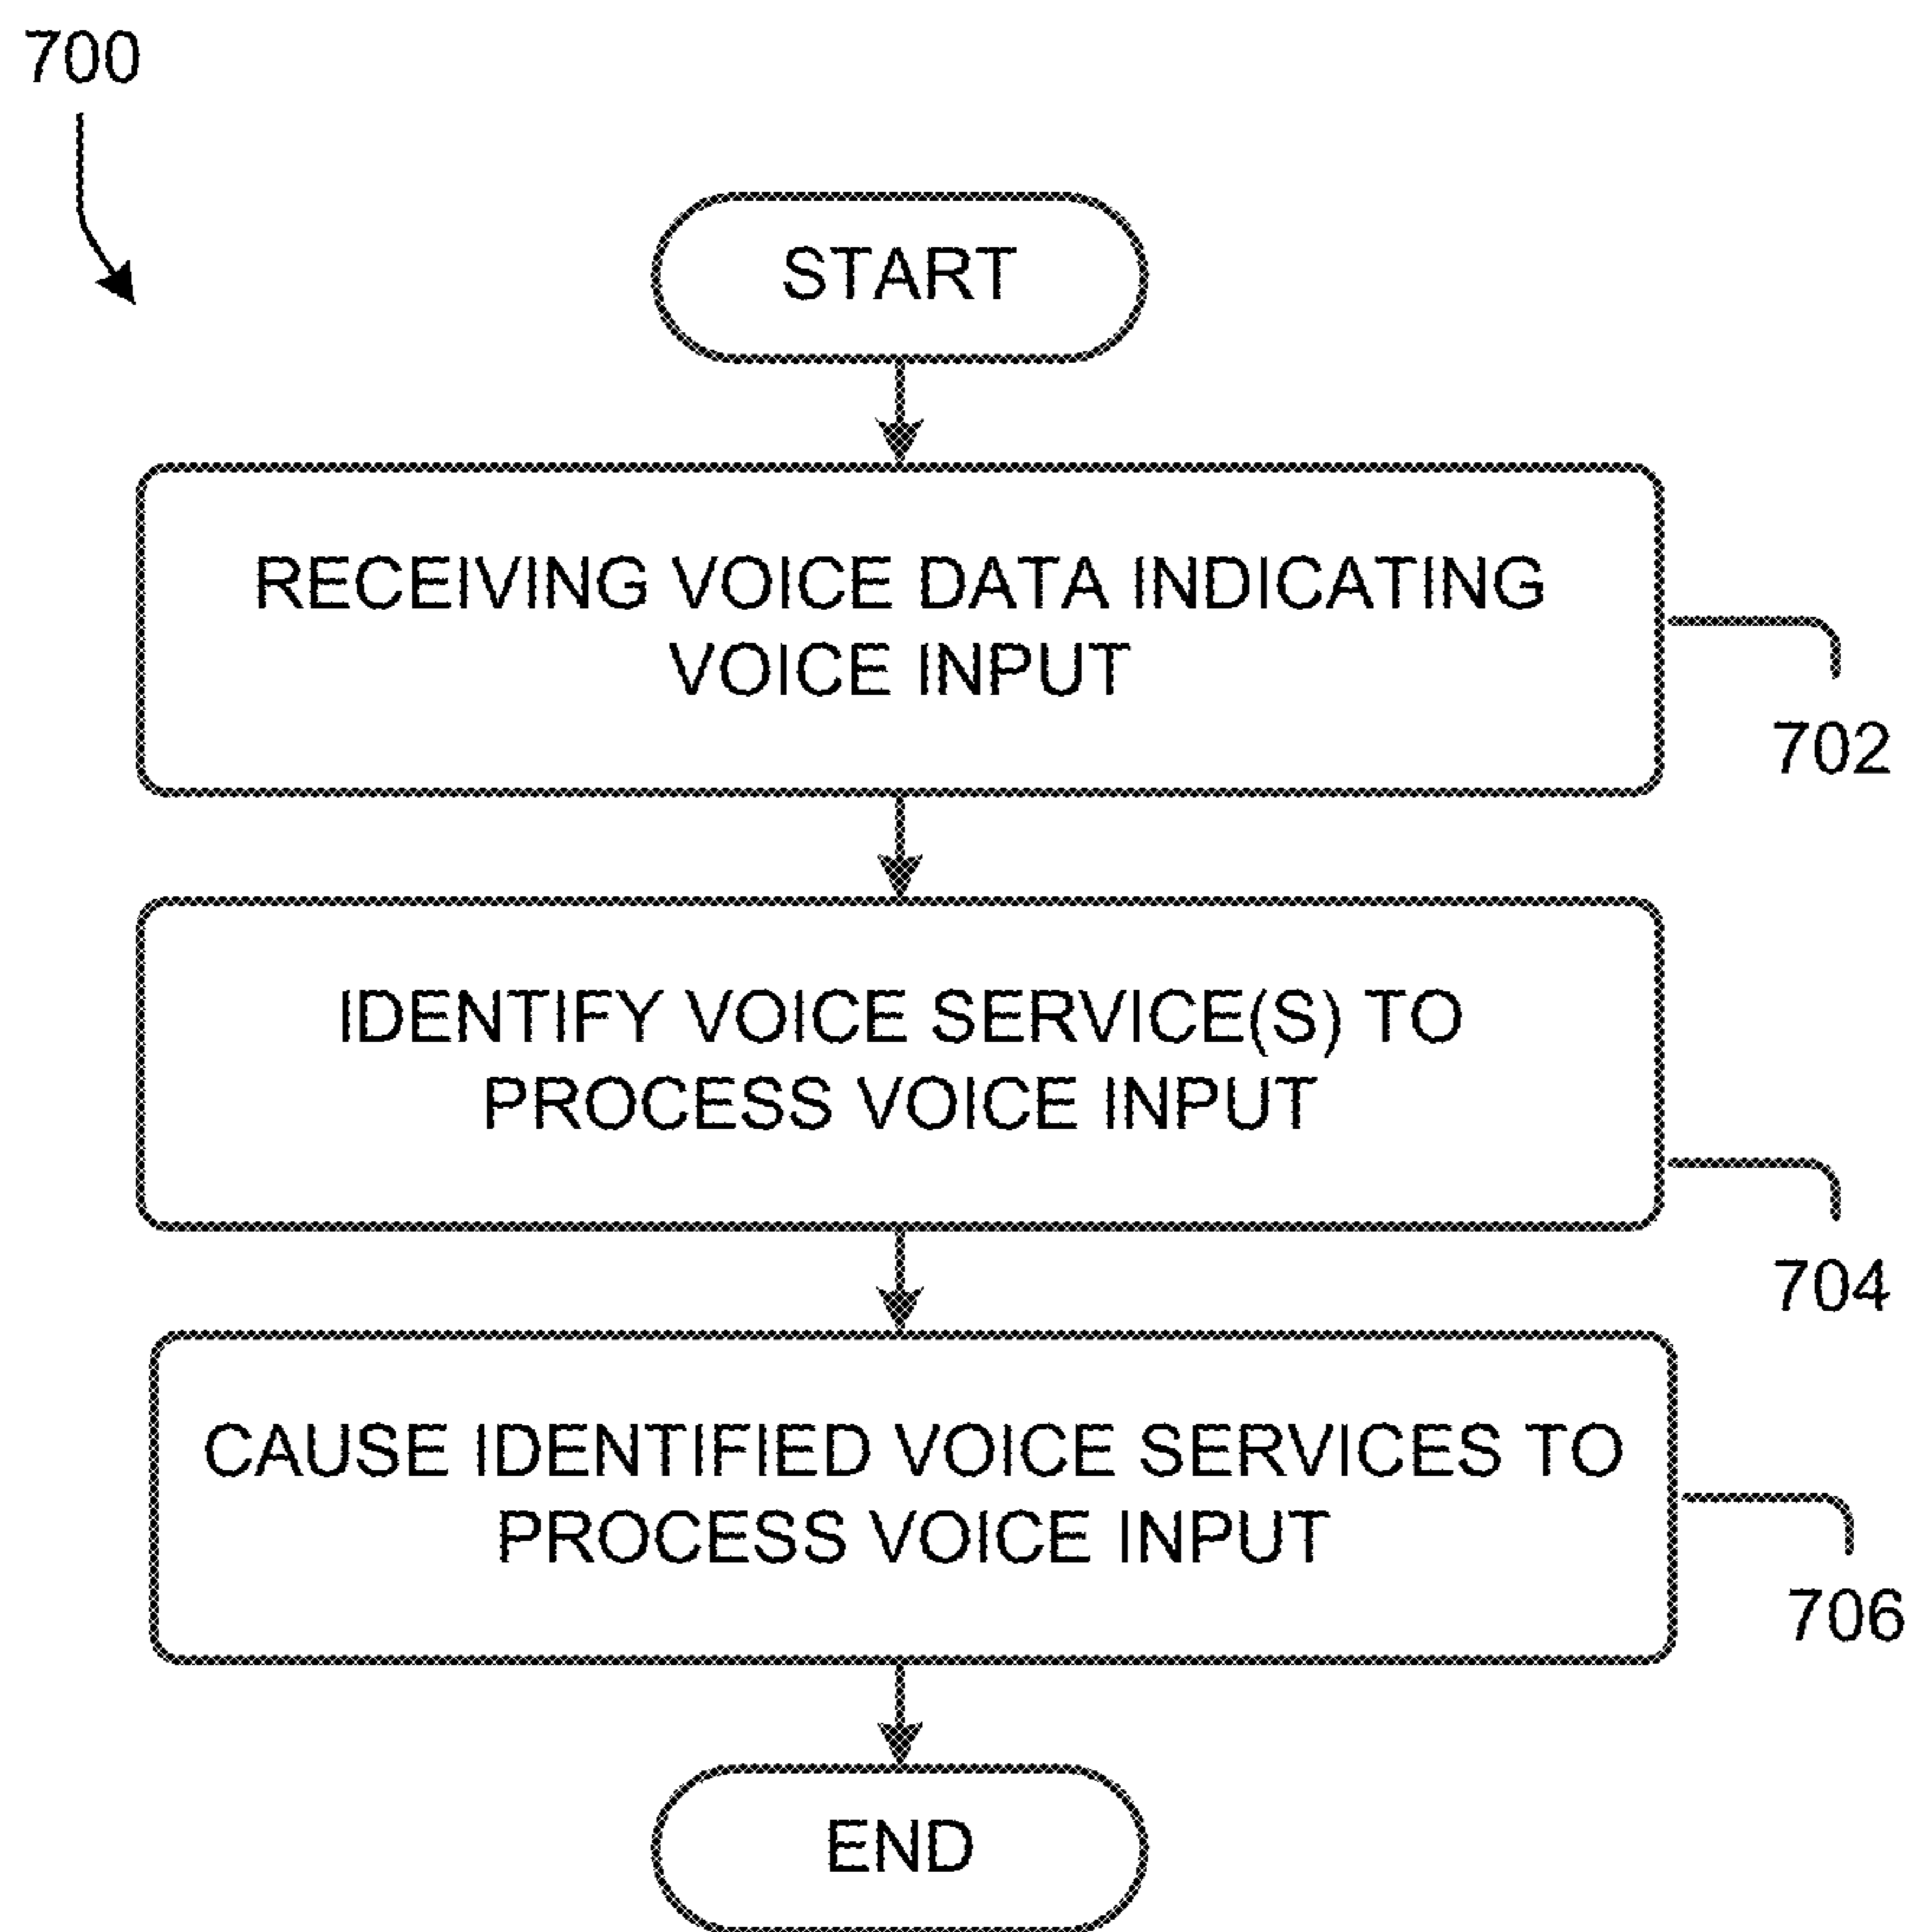 700
START
RECEIVING VOICE DATA INDICATING
VOICE INPUT
702
IDENTIFY VOICE SERVICE(S) TO
PROCESS VOICE INPUT
704
CAUSE IDENTIFIED VOICE SERVICES TO
PROCESS VOICE INPUT
706
END